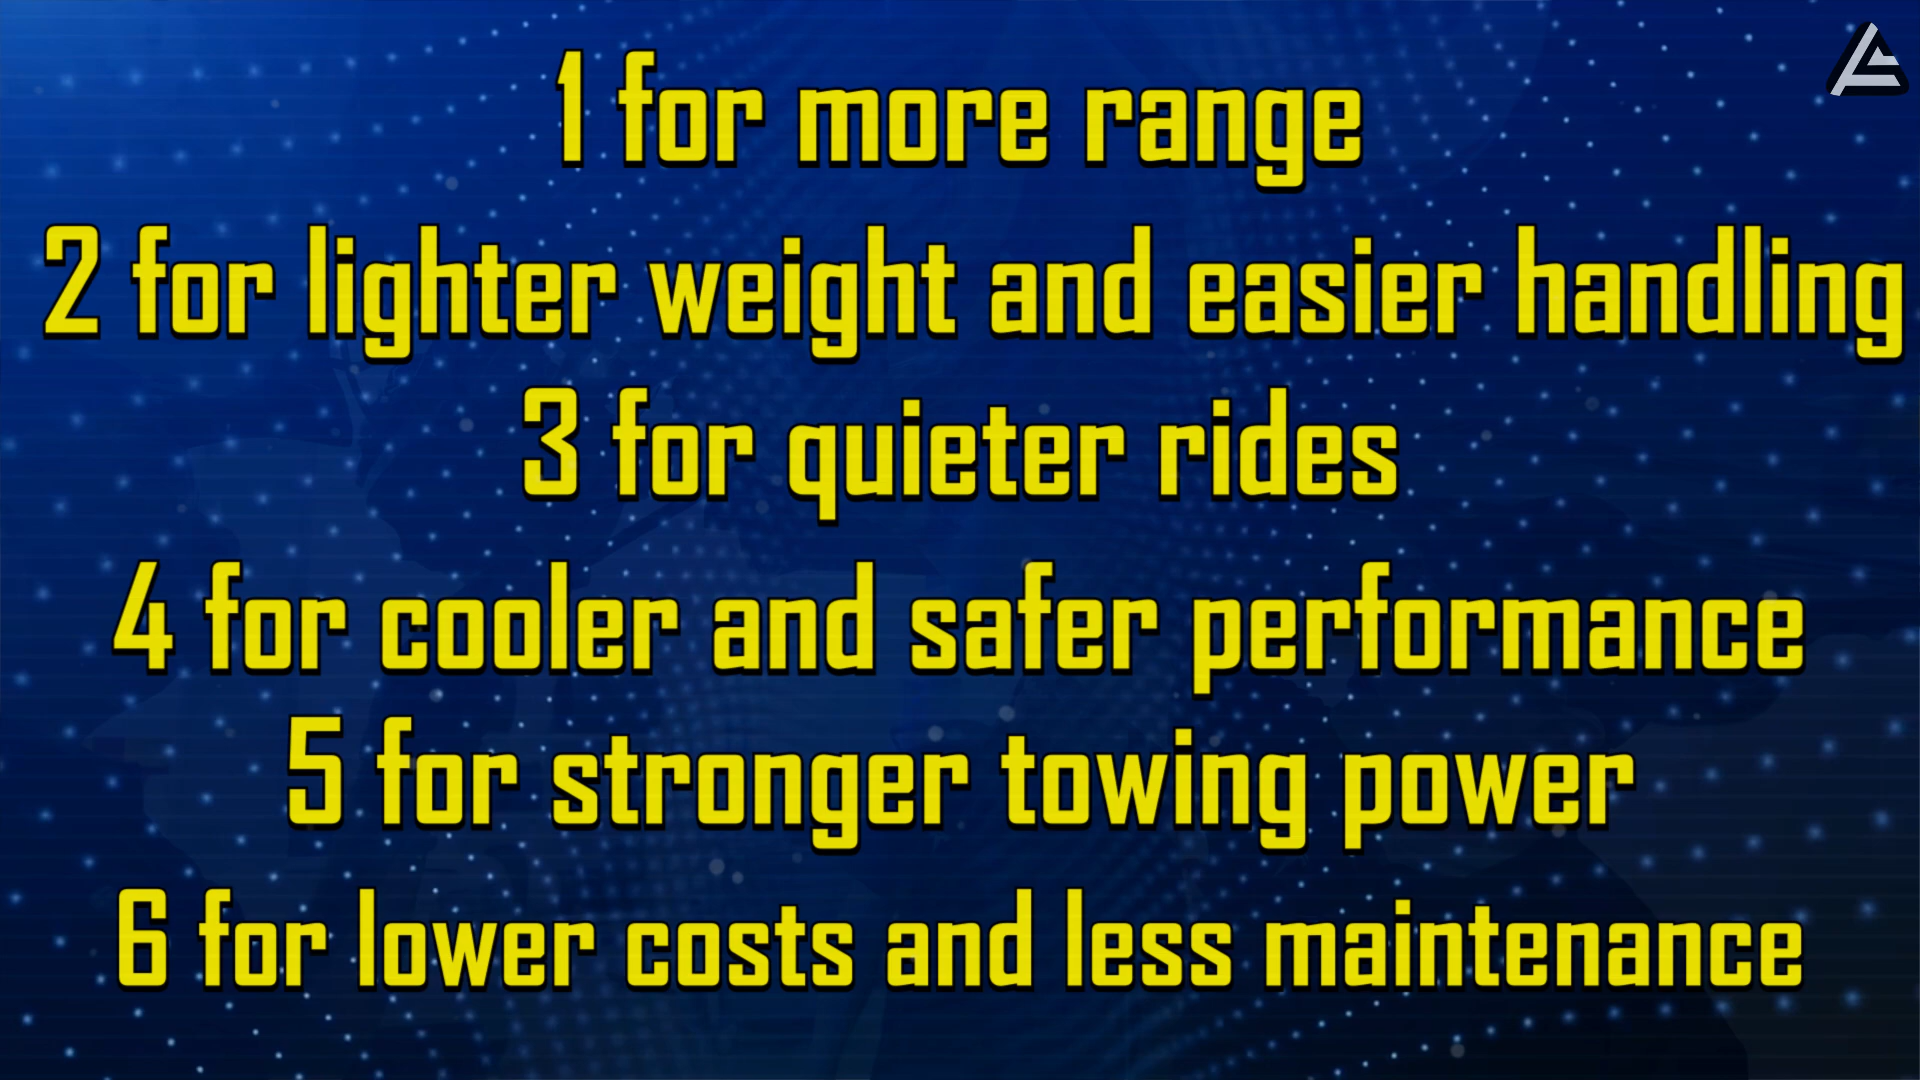 1 for more range
2 for lighter weight and easier handling
3 for quieter rides
4 for cooler and safer performance
5 for stronger towing power
6 for lower costs and less maintenance